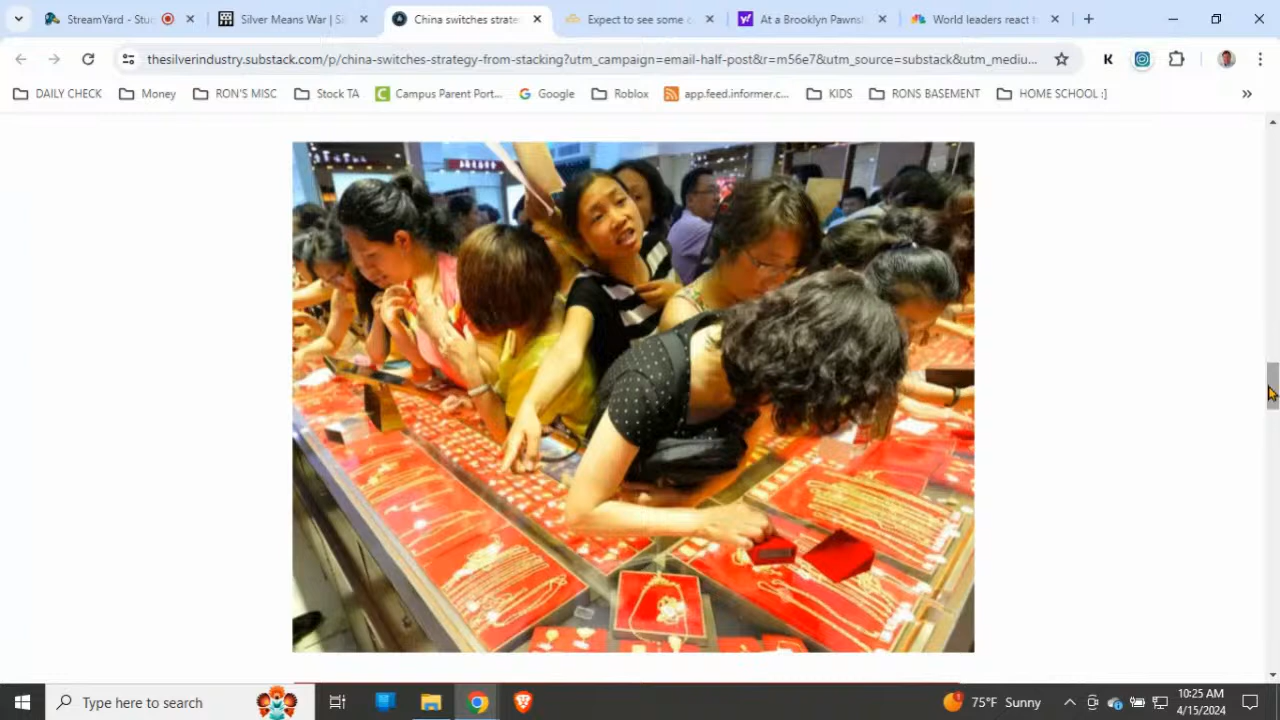 StreamYard - Stu
Silver Means War | Si
China switches strate
Expect to see some c
At a Brooklyn Pawnsl
World leaders react t
thesilverindustry.substack.com/p/china-switches-strategy-from-stacking?utm_campaign=email-half-post&r=m56e7&utm_source=substack&utm_mediu...
K
DAILY CHECK
Money
RON'S MISC
Stock TA
Campus Parent Port...
Google
Roblox
app.feed.informer.c...
KIDS
RONS BASEMENT
HOME SCHOOL :]
Type here to search
75°F Sunny
10:25 AM
4/15/2024